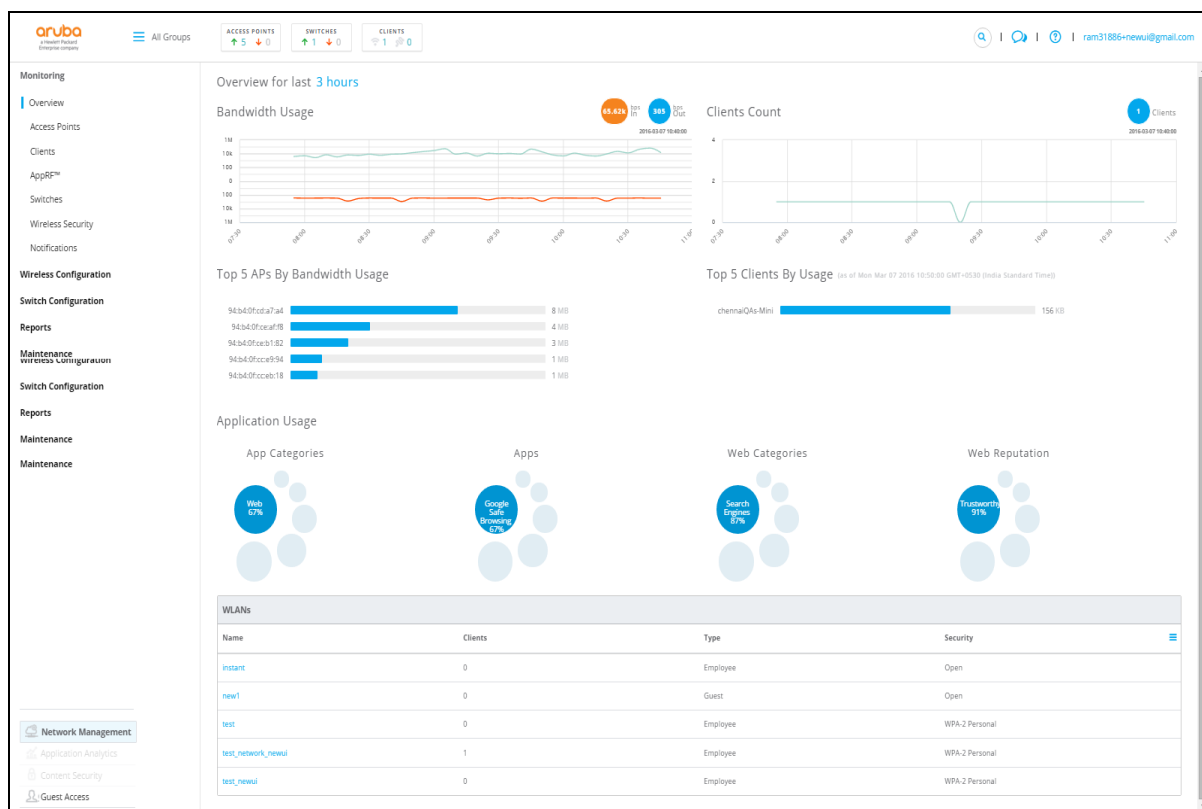 aruba
a Hewlett Packard
Enterprise company
All Groups
ACCESS POINTS
5 0
SWITCHES
1 0
CLIENTS
1 0
ram31886+newui@gmail.com
Monitoring
Overview
Access Points
Clients
AppRF™
Switches
Wireless Security
Notifications
Wireless Configuration
Switch Configuration
Reports
Maintenance
Wireless Configuration
Switch Configuration
Reports
Maintenance
Maintenance
Network Management
Application Analytics
Content Security
Guest Access
Overview for last 3 hours
Bandwidth Usage
65.62k bps In 305 bps Out
2016-03-07 10:40:00
1M
10k
100
0
100
10k
1M
07:30 08:00 08:30 09:00 09:30 10:00 10:30 11:00
Clients Count
1 Clients
2016-03-07 10:40:00
4
2
0
07:30 08:00 08:30 09:00 09:30 10:00 10:30 11:00
Top 5 APs By Bandwidth Usage
94:b4:0f:cd:a7:a4 8 MB
94:b4:0f:ce:af:f8 4 MB
94:b4:0f:ce:b1:82 3 MB
94:b4:0f:cc:e9:94 1 MB
94:b4:0f:cc:eb:18 1 MB
Top 5 Clients By Usage (as of Mon Mar 07 2016 10:58:00 GMT+0530 (India Standard Time))
chennaiQAs-Mini 156 KB
Application Usage
App Categories
Web
67%
Apps
Google
Safe
Browsing
67%
Web Categories
Search
Engines
87%
Web Reputation
Trustworthy
91%
WLANs
Name Clients Type Security
instant 0 Employee Open
new1 0 Guest Open
test 0 Employee WPA-2 Personal
test_network_newui 1 Employee WPA-2 Personal
test_newui 0 Employee WPA-2 Personal